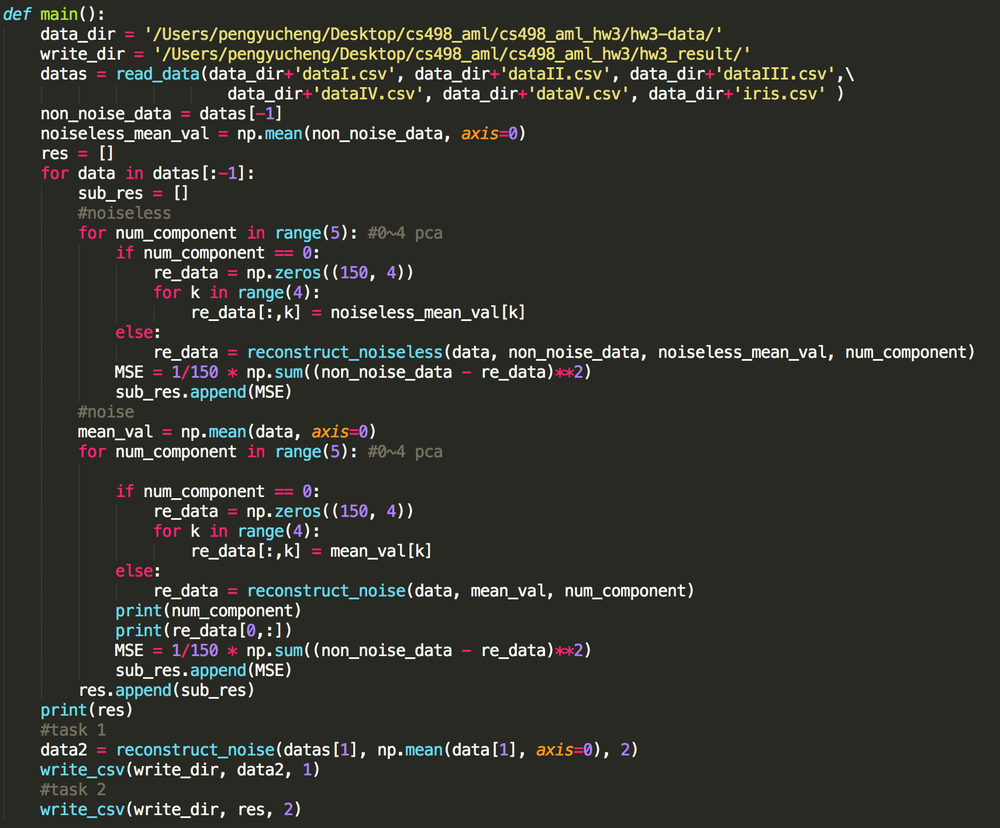 def main():
    data_dir = '/Users/pengyucheng/Desktop/cs498_aml/cs498_aml_hw3/hw3-data/'
    write_dir = '/Users/pengyucheng/Desktop/cs498_aml/cs498_aml_hw3/hw3_result/'
    datas = read_data(data_dir+'dataI.csv', data_dir+'dataII.csv', data_dir+'dataIII.csv',\
                        data_dir+'dataIV.csv', data_dir+'dataV.csv', data_dir+'iris.csv' )
    non_noise_data = datas[-1]
    noiseless_mean_val = np.mean(non_noise_data, axis=0)
    res = []
    for data in datas[:-1]:
        sub_res = []
        #noiseless
        for num_component in range(5): #0~4 pca
            if num_component == 0:
                re_data = np.zeros((150, 4))
                for k in range(4):
                    re_data[:,k] = noiseless_mean_val[k]
            else:
                re_data = reconstruct_noiseless(data, non_noise_data, noiseless_mean_val, num_component)
            MSE = 1/150 * np.sum((non_noise_data - re_data)**2)
            sub_res.append(MSE)
        #noise
        mean_val = np.mean(data, axis=0)
        for num_component in range(5): #0~4 pca

            if num_component == 0:
                re_data = np.zeros((150, 4))
                for k in range(4):
                    re_data[:,k] = mean_val[k]
            else:
                re_data = reconstruct_noise(data, mean_val, num_component)
            print(num_component)
            print(re_data[0,:])
            MSE = 1/150 * np.sum((non_noise_data - re_data)**2)
            sub_res.append(MSE)
        res.append(sub_res)
    print(res)
    #task 1
    data2 = reconstruct_noise(datas[1], np.mean(data[1], axis=0), 2)
    write_csv(write_dir, data2, 1)
    #task 2
    write_csv(write_dir, res, 2)